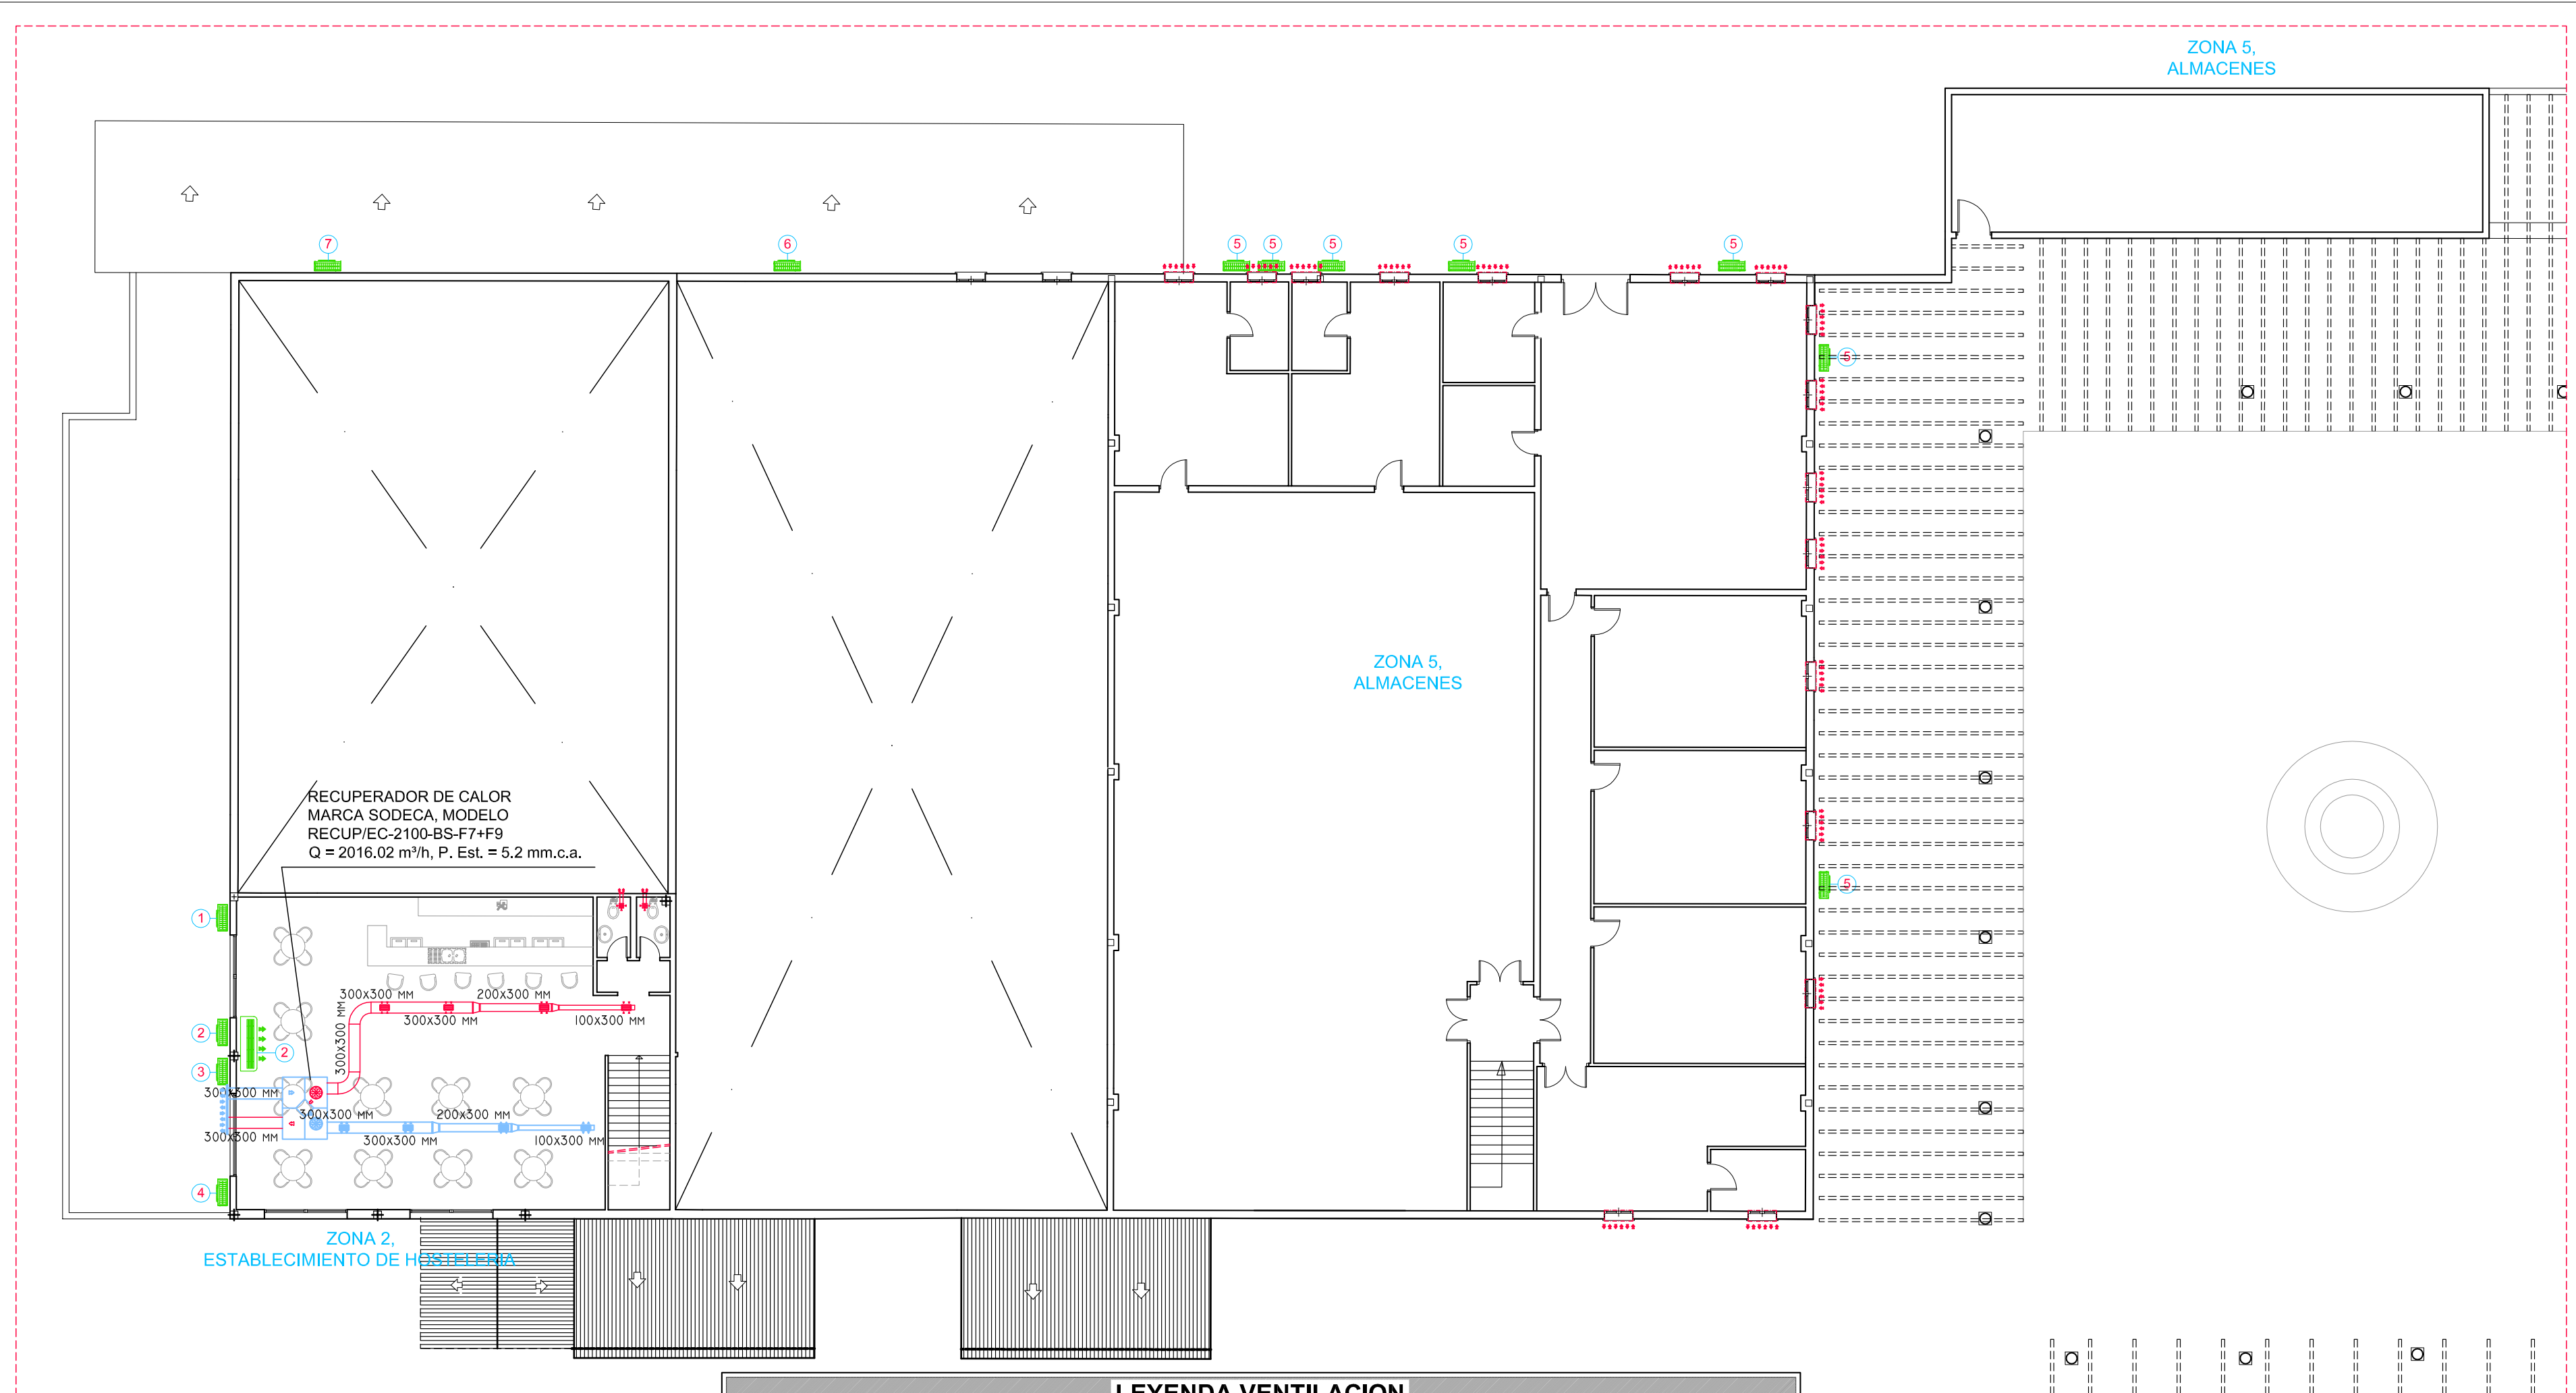 ZONA 5,
ALMACENES
7
6
5
5
5
5
5
5
ZONA 5,
ALMACENES
RECUPERADOR DE CALOR
MARCA SODECA, MODELO
RECUP/EC-2100-BS-F7+F9
Q = 2016.02 m³/h, P. Est. = 5.2 mm.c.a.
5
1
300x300 MM
200x300 MM
300x300 MM
300x300 MM
100x300 MM
2
2
3
300x300 MM
300x300 MM
200x300 MM
300x300 MM
300x300 MM
100x300 MM
4
ZONA 2,
ESTABLECIMIENTO DE HOSTELERIA
LEYENDA VENTILACION